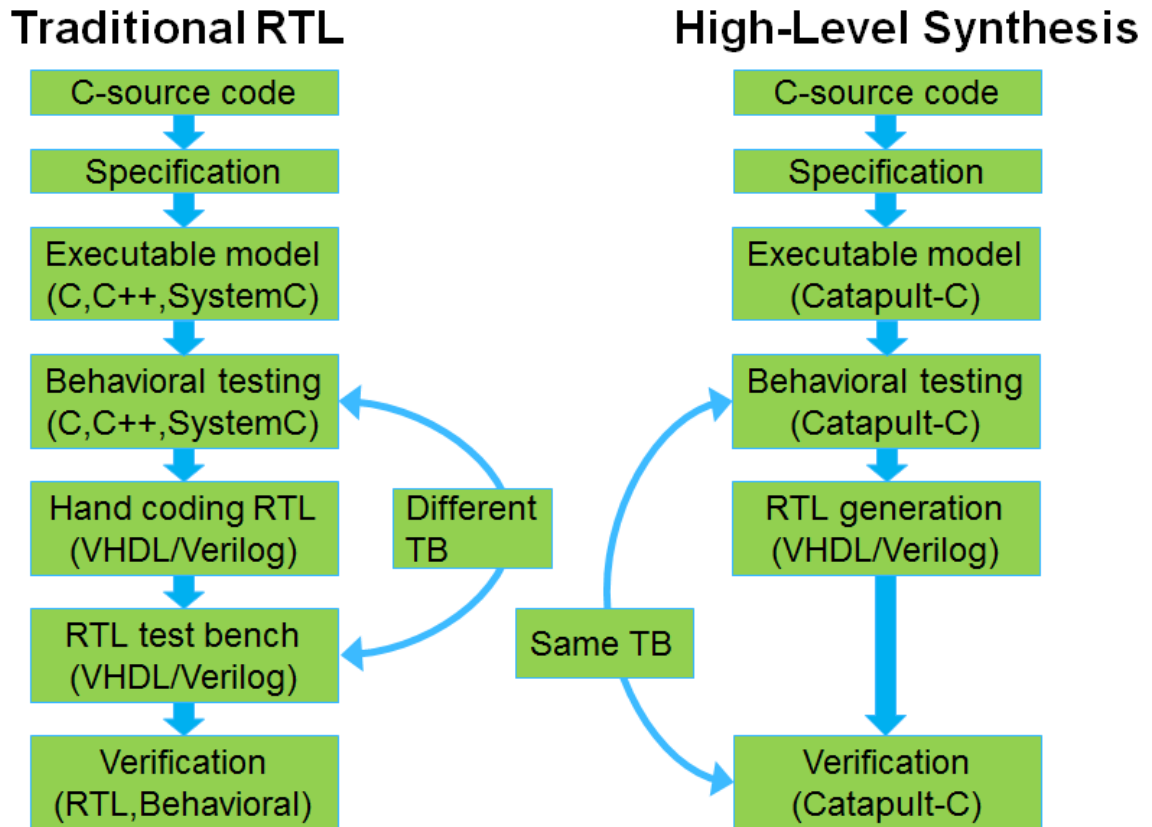 Traditional RTL
C-source code
Specification
Executable model
(C,C++,SystemC)
Behavioral testing
(C,C++,SystemC)
Hand coding RTL
(VHDL/Verilog)
RTL test bench
(VHDL/Verilog)
Verification
(RTL,Behavioral)
Different
TB
High-Level Synthesis
C-source code
Specification
Executable model
(Catapult-C)
Behavioral testing
(Catapult-C)
RTL generation
(VHDL/Verilog)
Verification
(Catapult-C)
Same TB